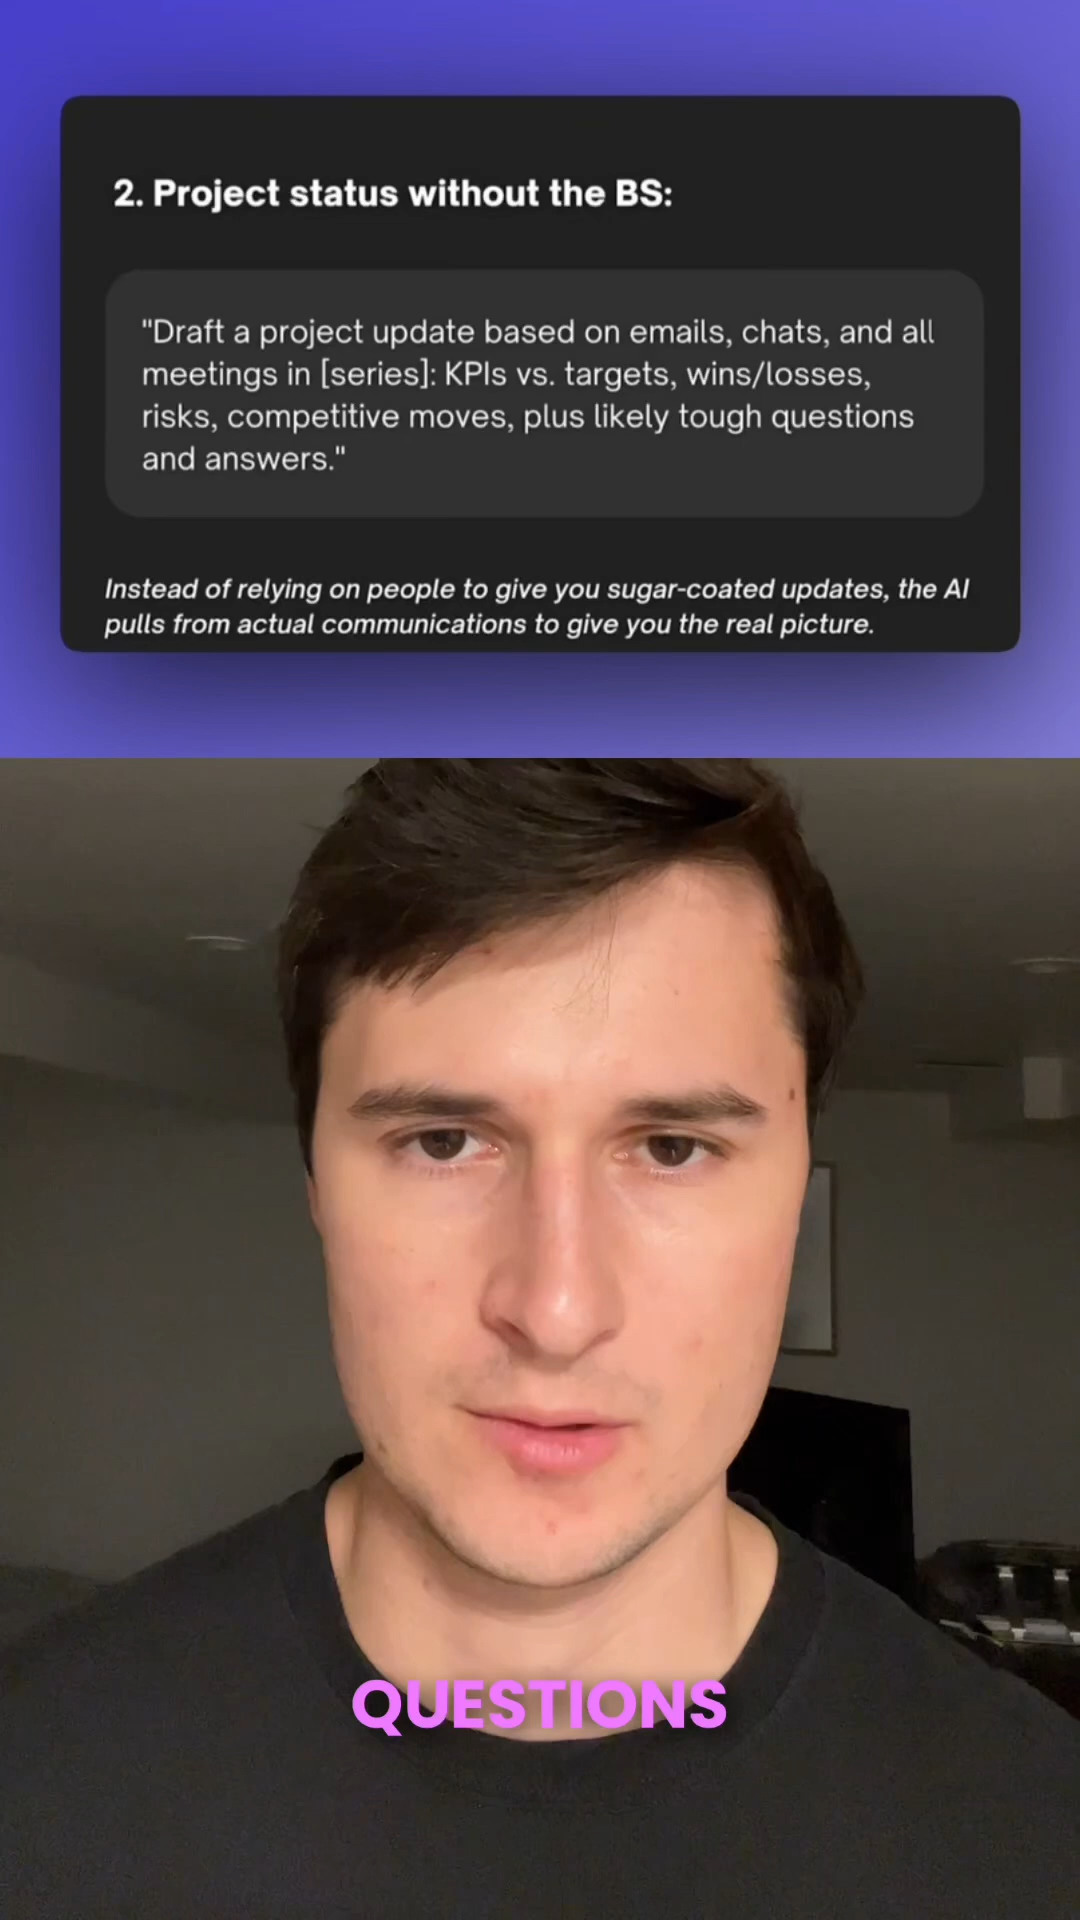 2. Project status without the BS:
"Draft a project update based on emails, chats, and all
meetings in [series]: KPIs vs. targets, wins/losses,
risks, competitive moves, plus likely tough questions
and answers."
Instead of relying on people to give you sugar-coated updates, the AI
pulls from actual communications to give you the real picture.
QUESTIONS